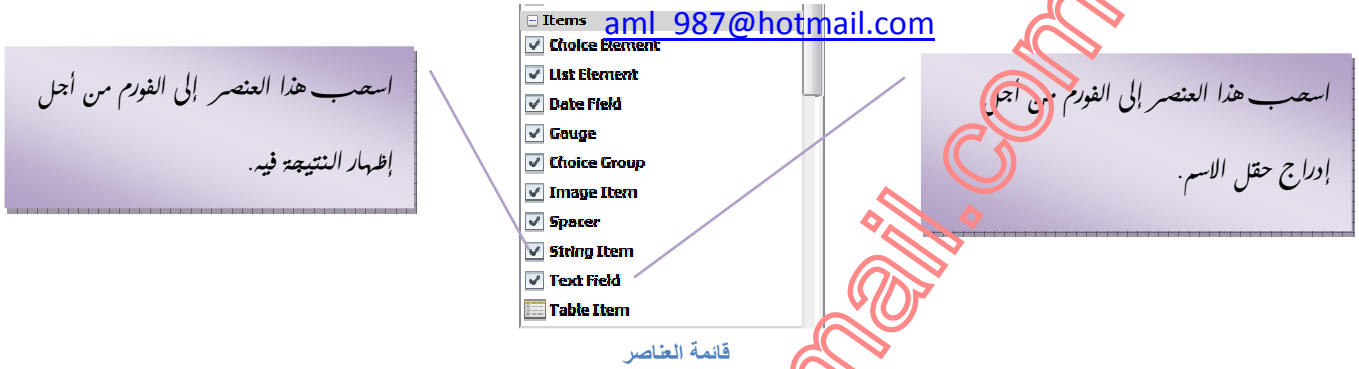 aml_987@hotmail.com
Items
Choice Element
List Element
Date Field
Gauge
Choice Group
Image Item
Spacer
String Item
Text Field
Table Item
اسحب هذا العنصر إلى الفورم من أجل
إدراج حقل الاسم.
اسحب هذا العنصر إلى الفورم من أجل
إظهار النتيجة فيه.
قائمة العناصر
mail.com